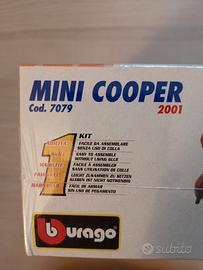 MINI COOPER
Cod. 7079
2001
1
KIT
FACILE DA ASSEMBLARE
SENZA USO DI COLLA
EASY TO ASSEMBLE
WITHOUT USING GLUE
FACILE À ASSEMBLER
SANS UTILISATION DE COLLE
LEICHT ZUSAMMEN ZU SETZEN
KLEBEN IST NICHT NOTWENDIG
FACIL DE ARMAR
SIN USO DE PEGAMENTO
burago
subito